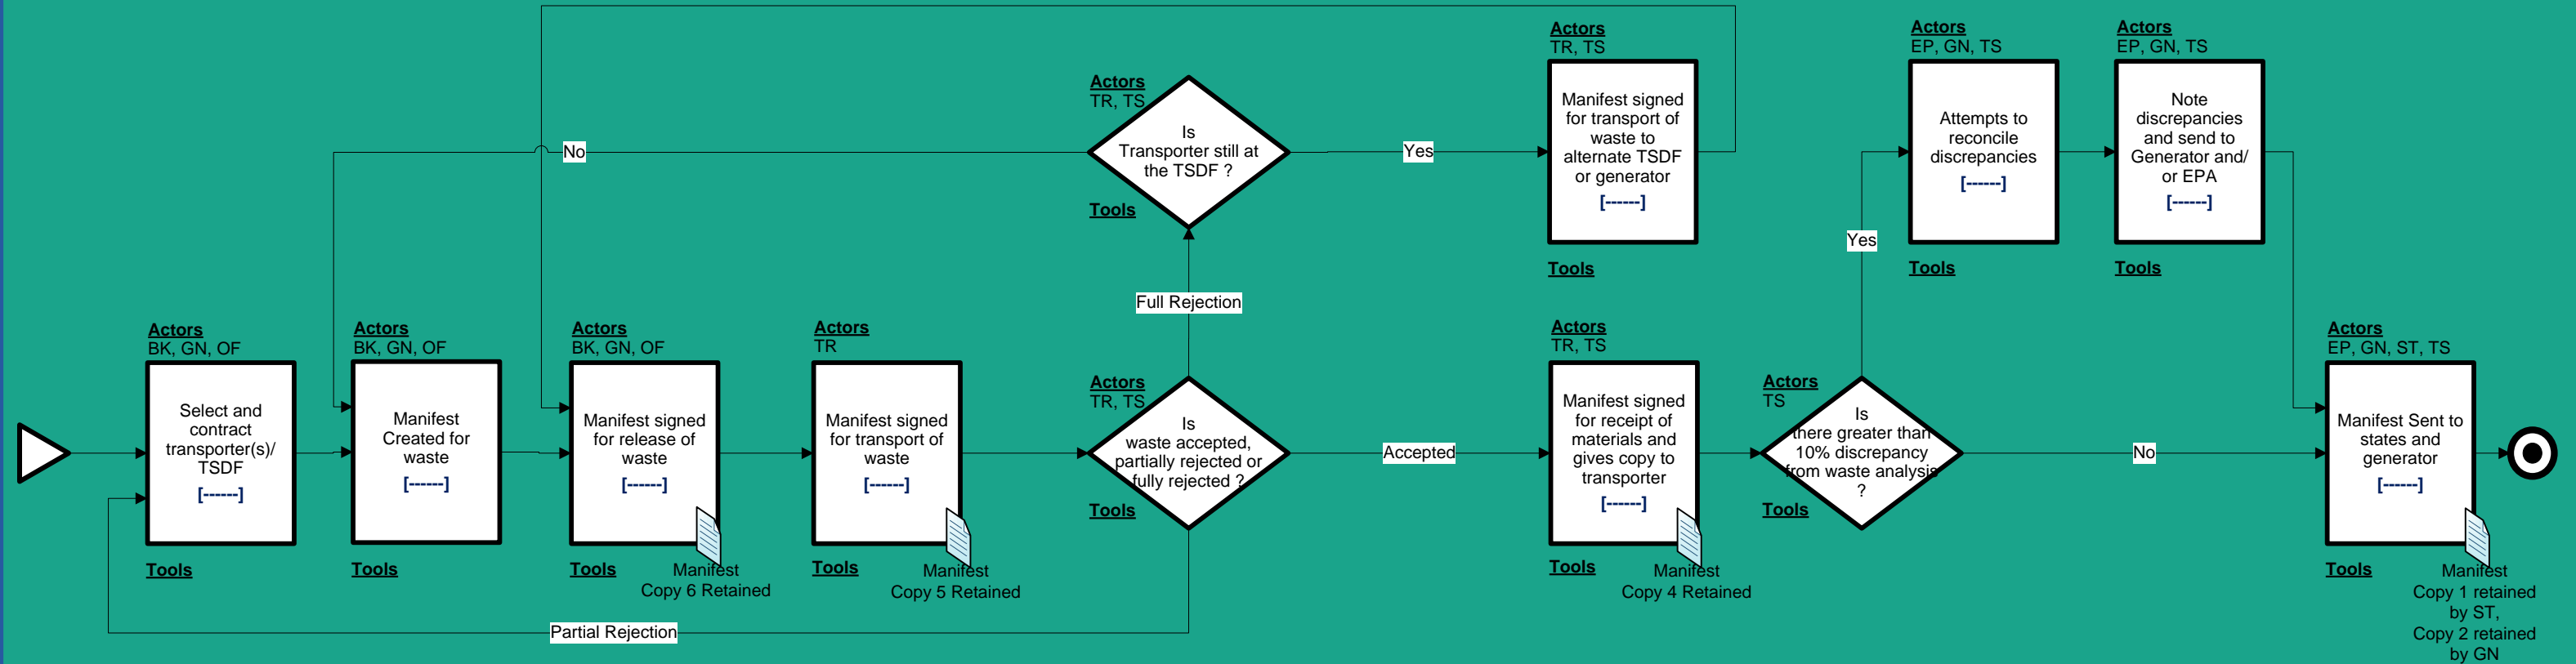 Actors
TR, TS
Is
Transporter still at
the TSDF ?
Tools
No
Yes
Actors
TR, TS
Manifest signed
for transport of
waste to
alternate TSDF
or generator
[------]
Tools
Actors
EP, GN, TS
Attempts to
reconcile
discrepancies
[------]
Tools
Actors
EP, GN, TS
Note
discrepancies
and send to
Generator and/
or EPA
[------]
Tools
Yes
Full Rejection
Actors
BK, GN, OF
Select and
contract
transporter(s)/
TSDF
[------]
Tools
Actors
BK, GN, OF
Manifest
Created for
waste
[------]
Tools
Actors
BK, GN, OF
Manifest signed
for release of
waste
[------]
Tools
Manifest
Copy 6 Retained
Actors
TR
Manifest signed
for transport of
waste
[------]
Tools
Manifest
Copy 5 Retained
Actors
TR, TS
Is
waste accepted,
partially rejected or
fully rejected ?
Tools
Accepted
Partial Rejection
Actors
TR, TS
Manifest signed
for receipt of
materials and
gives copy to
transporter
[------]
Tools
Manifest
Copy 4 Retained
Actors
TS
Is
there greater than
10% discrepancy
from waste analysis
?
Tools
No
Actors
EP, GN, ST, TS
Manifest Sent to
states and
generator
[------]
Tools
Manifest
Copy 1 retained
by ST,
Copy 2 retained
by GN